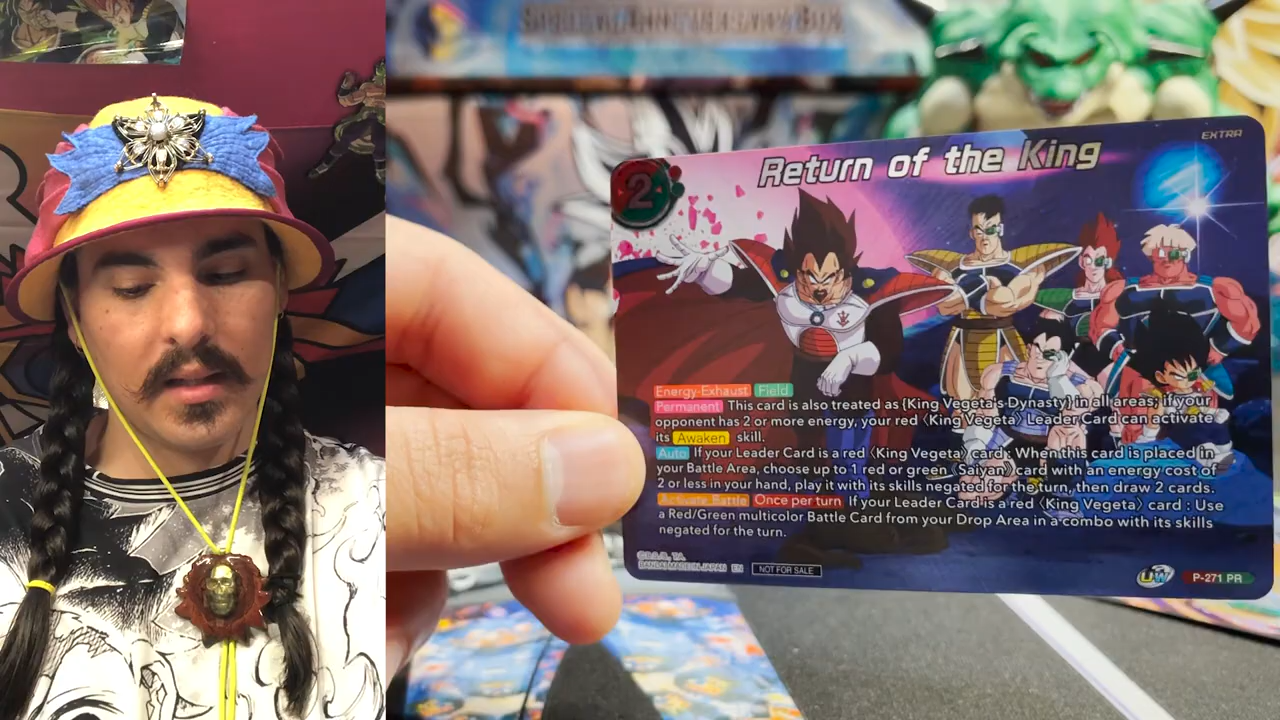 SPECIAL ANNIVERSARY BOX
EXTRA
2
Return of the King
Energy-Exhaust Field
Permanent This card is also treated as {King Vegeta's Dynasty} in all areas; if your
opponent has 2 or more energy, your red 《King Vegeta》 Leader Card can activate
its Awaken skill.
Auto If your Leader Card is a red 《King Vegeta》 card : When this card is placed in
your Battle Area, choose up to 1 red or green 《Saiyan》 card with an energy cost of
2 or less in your hand, play it with its skills negated for the turn, then draw 2 cards.
Activate:Battle Once per turn If your Leader Card is a red 《King Vegeta》 card : Use
a Red/Green multicolor Battle Card from your Drop Area in a combo with its skills
negated for the turn.
©B.S./S., T.A.
BANDAI MADE IN JAPAN EN NOT FOR SALE
UW P-271 PR